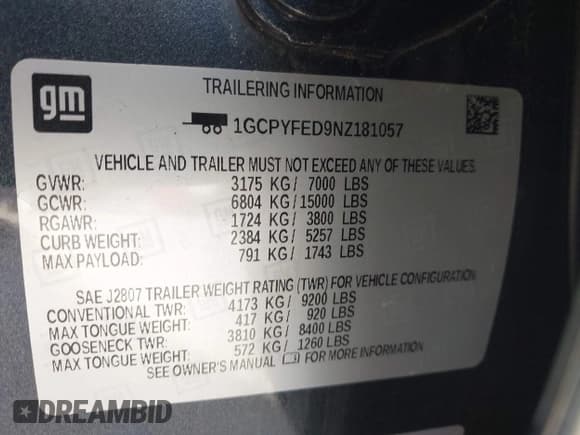 gm
TRAILERING INFORMATION
1GCPYFED9NZ181057
VEHICLE AND TRAILER MUST NOT EXCEED ANY OF THESE VALUES.
GVWR: 3175 KG/ 7000 LBS
GCWR: 6804 KG/15000 LBS
RGAWR: 1724 KG/ 3800 LBS
CURB WEIGHT: 2384 KG/ 5257 LBS
MAX PAYLOAD: 791 KG/ 1743 LBS
SAE J2807 TRAILER WEIGHT RATING (TWR) FOR VEHICLE CONFIGURATION
CONVENTIONAL TWR: 4173 KG/ 9200 LBS
MAX TONGUE WEIGHT: 417 KG/ 920 LBS
GOOSENECK TWR: 3810 KG/ 8400 LBS
MAX TONGUE WEIGHT: 572 KG/ 1260 LBS
SEE OWNER'S MANUAL FOR MORE INFORMATION
DREAMBID